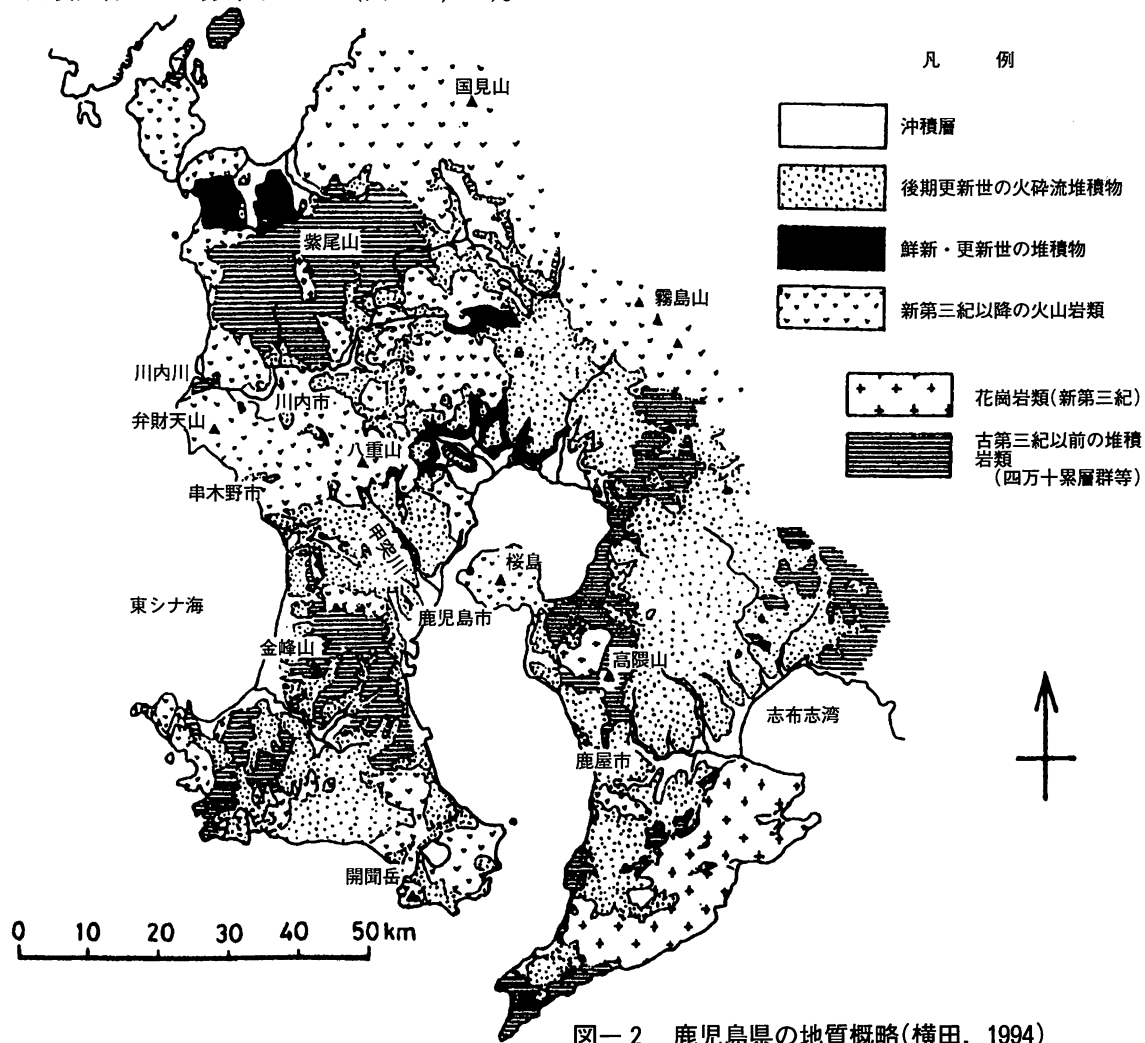 国見山
紫尾山
霧島山
川内川
川内市
弁財天山
八重山
串木野市
甲突川
桜島
東シナ海
鹿児島市
金峰山
高隈山
志布志湾
鹿屋市
開聞岳
0 10 20 30 40 50km
凡 例
沖積層
後期更新世の火砕流堆積物
鮮新・更新世の堆積物
新第三紀以降の火山岩類
花崗岩類(新第三紀)
古第三紀以前の堆積
岩類
(四万十累層群等)
図-2 鹿児島県の地質概略(横田,1994)